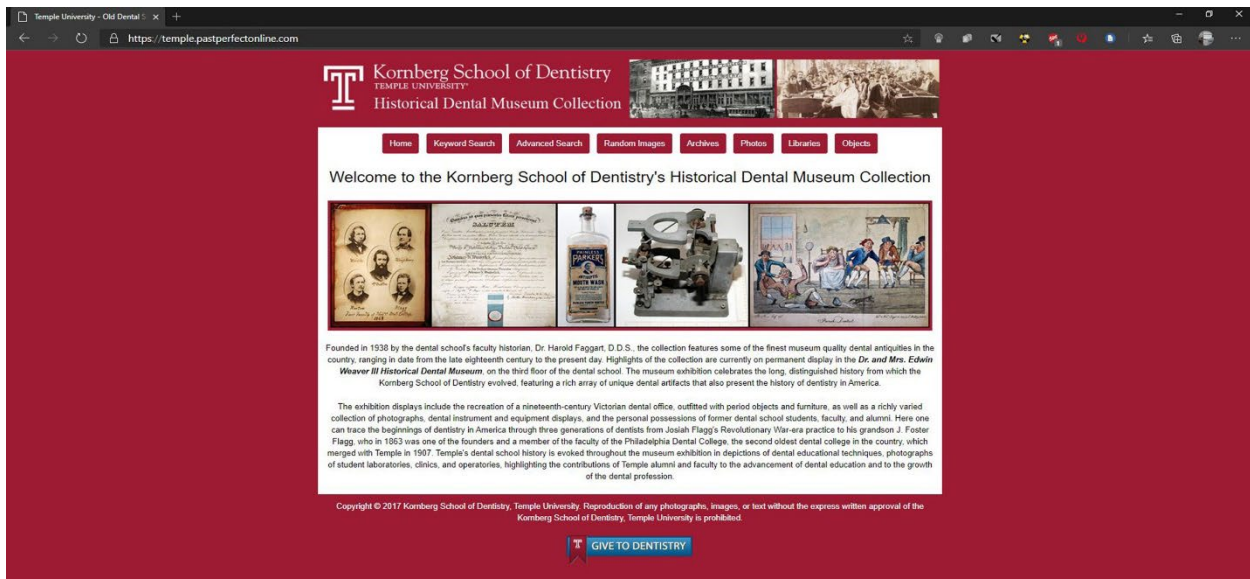 Temple University - Old Dental S
https://temple.pastperfectonline.com
Kornberg School of Dentistry
TEMPLE UNIVERSITY®
Historical Dental Museum Collection
Home Keyword Search Advanced Search Random Images Archives Photos Libraries Objects
Welcome to the Kornberg School of Dentistry's Historical Dental Museum Collection
SALUTEM
PARKER'S
MOUTH WASH
Founded in 1938 by the dental school's faculty historian, Dr. Harold Faggart, D.D.S., the collection features some of the finest museum quality dental antiquities in the
country, ranging in date from the late eighteenth century to the present day. Highlights of the collection are currently on permanent display in the Dr. and Mrs. Edwin
Weaver III Historical Dental Museum, on the third floor of the dental school. The museum exhibition celebrates the long, distinguished history from which the
Kornberg School of Dentistry evolved, featuring a rich array of unique dental artifacts that also present the history of dentistry in America.
The exhibition displays include the recreation of a nineteenth-century Victorian dental office, outfitted with period objects and furniture, as well as a richly varied
collection of photographs, dental instrument and equipment displays, and the personal possessions of former dental school students, faculty, and alumni. Here one
can trace the beginnings of dentistry in America through three generations of dentists from Josiah Flagg's Revolutionary War-era practice to his grandson J. Foster
Flagg, who in 1863 was one of the founders and a member of the faculty of the Philadelphia Dental College, the second oldest dental college in the country, which
merged with Temple in 1907. Temple's dental school history is evoked throughout the museum exhibition in depictions of dental educational techniques, photographs
of student laboratories, clinics, and operatories, highlighting the contributions of Temple alumni and faculty to the advancement of dental education and to the growth
of the dental profession.
Copyright © 2017 Kornberg School of Dentistry, Temple University. Reproduction of any photographs, images, or text without the express written approval of the
Kornberg School of Dentistry, Temple University is prohibited.
GIVE TO DENTISTRY